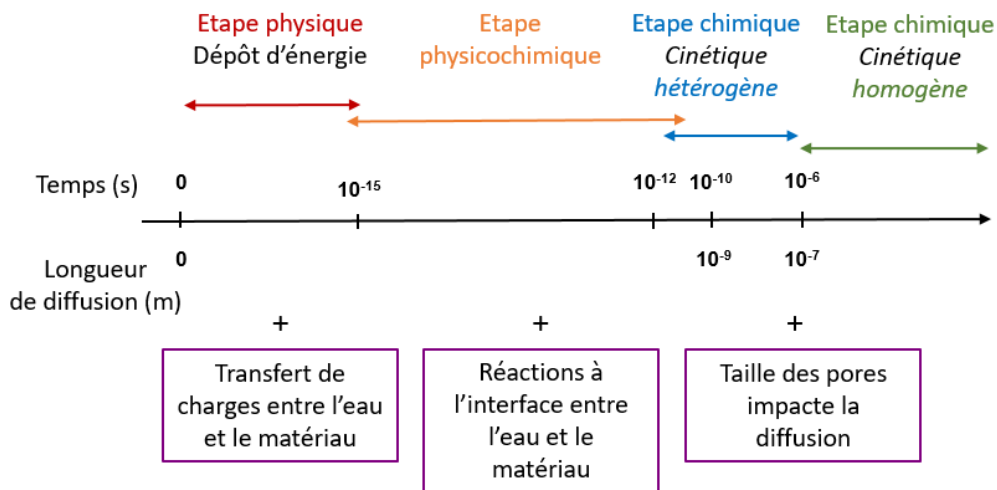 Etape physique
Dépôt d'énergie
Etape
physicochimique
Etape chimique
Cinétique
hétérogène
Etape chimique
Cinétique
homogène
Temps (s)
0
10⁻¹⁵
10⁻¹²
10⁻¹⁰
10⁻⁶
Longueur
de diffusion (m)
0
10⁻⁹
10⁻⁷
+
+
+
Transfert de
charges entre l'eau
et le matériau
Réactions à
l'interface entre
l'eau et le
matériau
Taille des pores
impacte la
diffusion